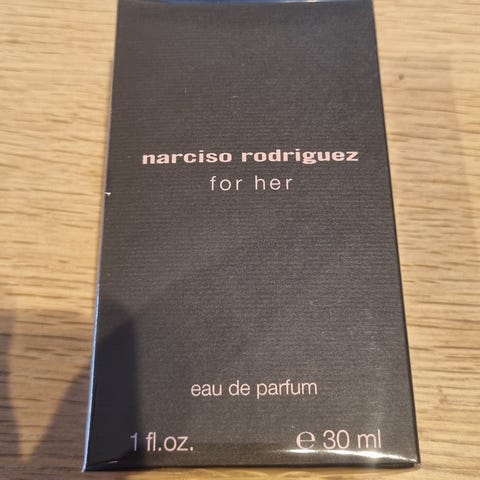 narciso rodriguez
for her
eau de parfum
1 fl.oz. ℮ 30 ml